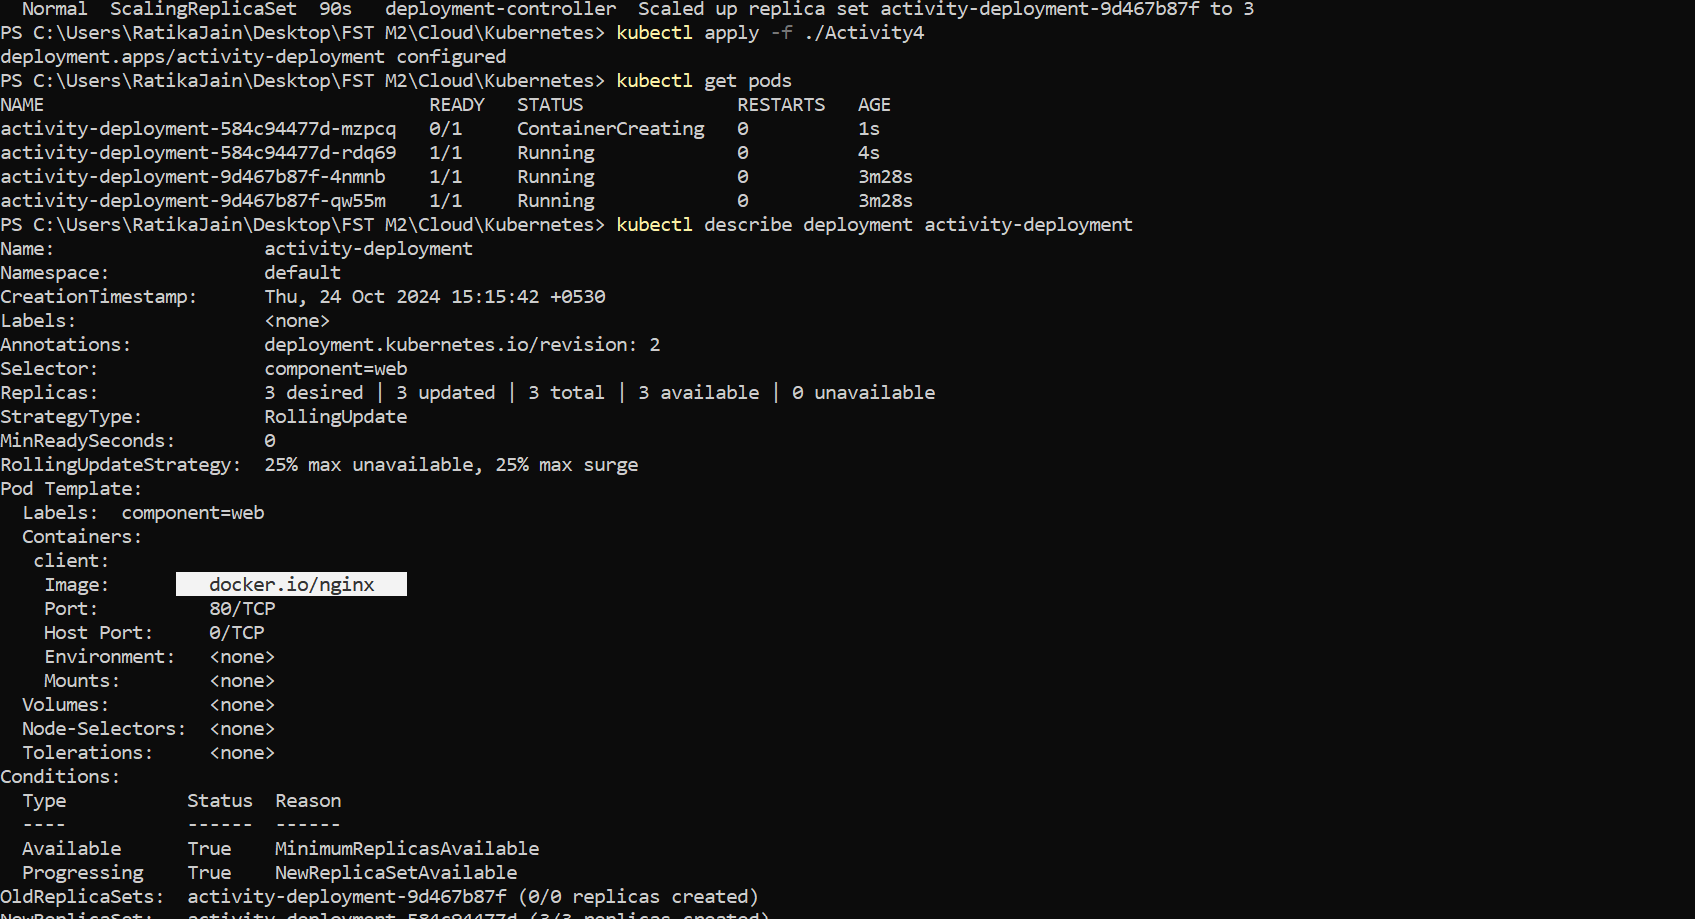 Normal  ScalingReplicaSet  90s   deployment-controller  Scaled up replica set activity-deployment-9d467b87f to 3
PS C:\Users\RatikaJain\Desktop\FST M2\Cloud\Kubernetes> kubectl apply -f ./Activity4
deployment.apps/activity-deployment configured
PS C:\Users\RatikaJain\Desktop\FST M2\Cloud\Kubernetes> kubectl get pods
NAME                                   READY   STATUS              RESTARTS   AGE
activity-deployment-584c94477d-mzpcq   0/1     ContainerCreating   0          1s
activity-deployment-584c94477d-rdq69   1/1     Running             0          4s
activity-deployment-9d467b87f-4nmnb    1/1     Running             0          3m28s
activity-deployment-9d467b87f-qw55m    1/1     Running             0          3m28s
PS C:\Users\RatikaJain\Desktop\FST M2\Cloud\Kubernetes> kubectl describe deployment activity-deployment
Name:                   activity-deployment
Namespace:              default
CreationTimestamp:      Thu, 24 Oct 2024 15:15:42 +0530
Labels:                 <none>
Annotations:            deployment.kubernetes.io/revision: 2
Selector:               component=web
Replicas:               3 desired | 3 updated | 3 total | 3 available | 0 unavailable
StrategyType:           RollingUpdate
MinReadySeconds:        0
RollingUpdateStrategy:  25% max unavailable, 25% max surge
Pod Template:
  Labels:  component=web
  Containers:
   client:
    Image:         docker.io/nginx
    Port:          80/TCP
    Host Port:     0/TCP
    Environment:   <none>
    Mounts:        <none>
  Volumes:         <none>
  Node-Selectors:  <none>
  Tolerations:     <none>
Conditions:
  Type           Status  Reason
  ----           ------  ------
  Available      True    MinimumReplicasAvailable
  Progressing    True    NewReplicaSetAvailable
OldReplicaSets:  activity-deployment-9d467b87f (0/0 replicas created)
NewReplicaSet:   activity-deployment-584c94477d (3/3 replicas created)